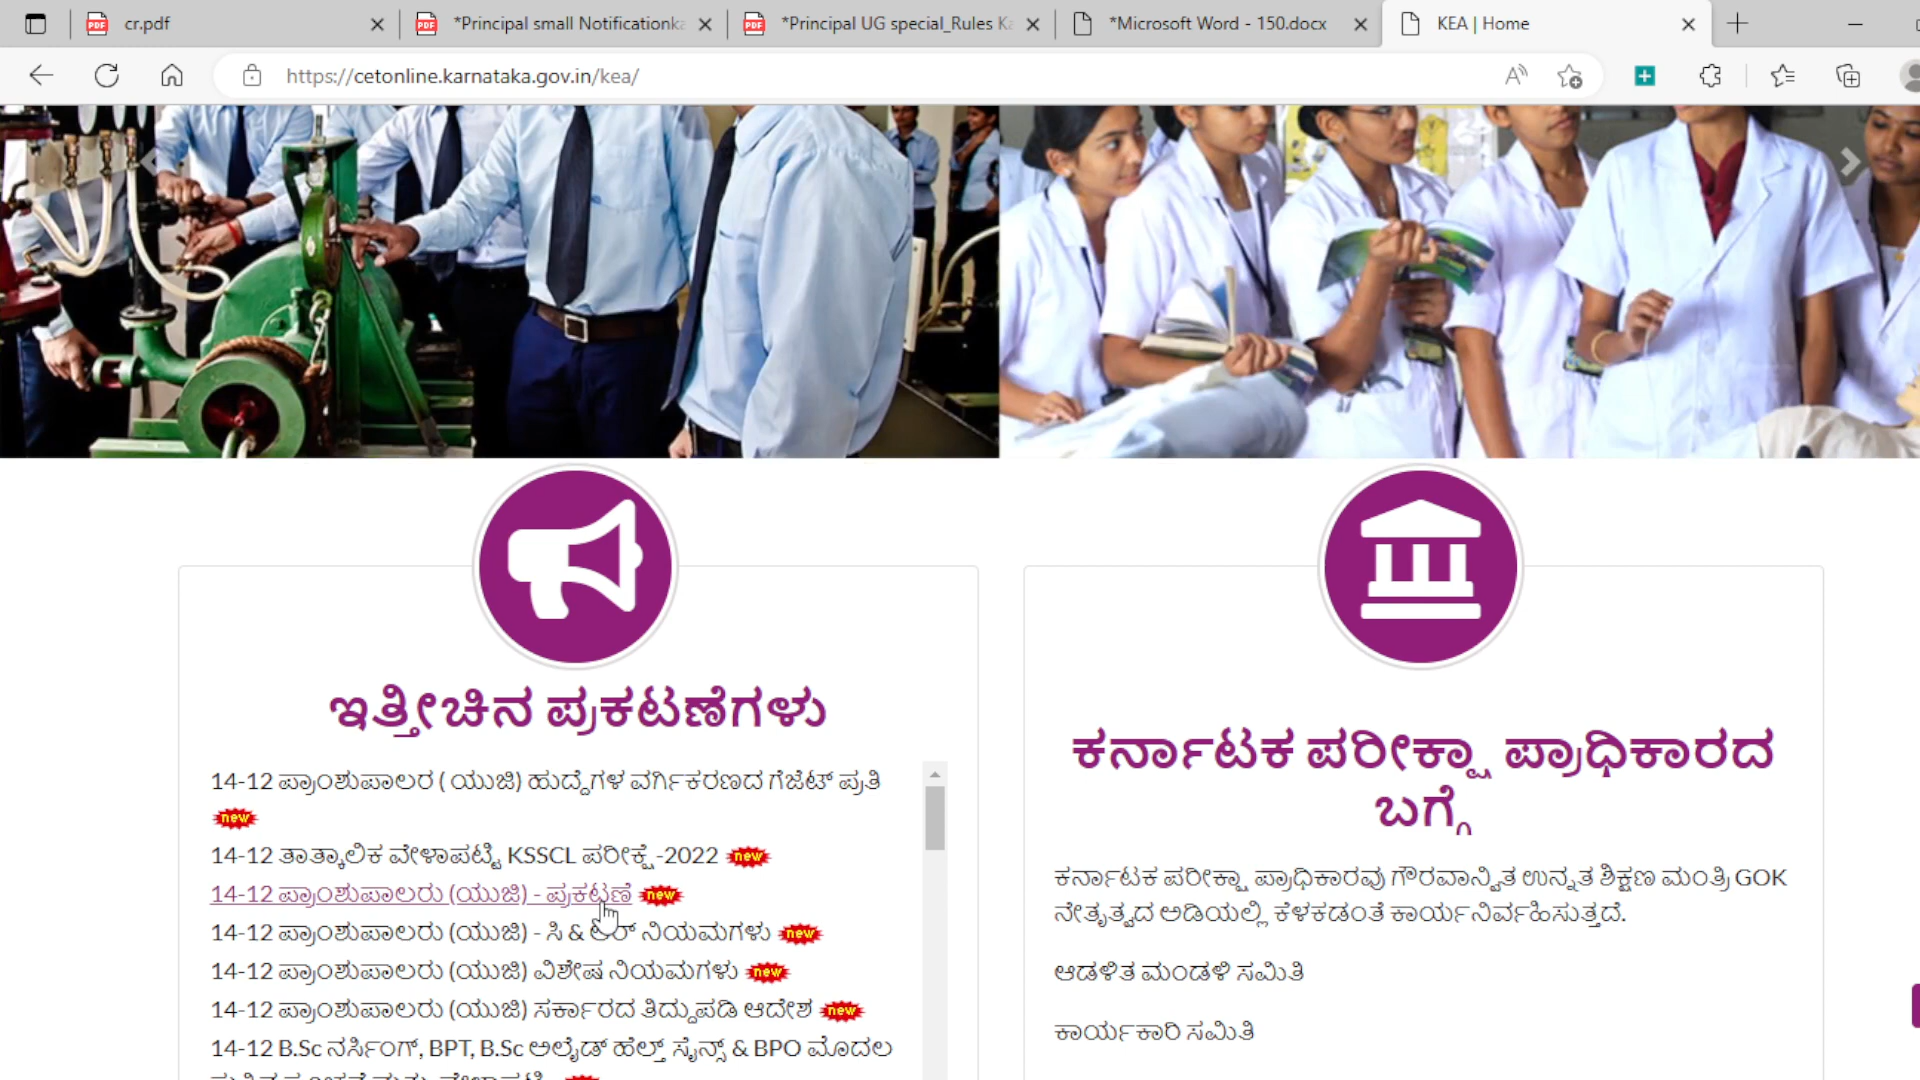 cr.pdf
*Principal small Notificationka
*Principal UG special_Rules Ka
*Microsoft Word - 150.docx
KEA | Home
https://cetonline.karnataka.gov.in/kea/
ಇತ್ತೀಚಿನ ಪ್ರಕಟಣೆಗಳು
14-12 ಪ್ರಾಂಶುಪಾಲರ ( ಯುಜಿ) ಹುದ್ದೆಗಳ ವರ್ಗಿಕರಣದ ಗೆಜೆಟ್ ಪ್ರತಿ
new
14-12 ತಾತ್ಕಾಲಿಕ ವೇಳಾಪಟ್ಟಿ KSSCL ಪರೀಕ್ಷೆ-2022 new
14-12 ಪ್ರಾಂಶುಪಾಲರು (ಯುಜಿ) - ಪ್ರಕಟಣೆ new
14-12 ಪ್ರಾಂಶುಪಾಲರು (ಯುಜಿ) - ಸಿ & ಆರ್ ನಿಯಮಗಳು new
14-12 ಪ್ರಾಂಶುಪಾಲರು (ಯುಜಿ) ವಿಶೇಷ ನಿಯಮಗಳು new
14-12 ಪ್ರಾಂಶುಪಾಲರು (ಯುಜಿ) ಸರ್ಕಾರದ ತಿದ್ದುಪಡಿ ಆದೇಶ new
14-12 B.Sc ನರ್ಸಿಂಗ್, BPT, B.Sc ಅಲೈಡ್ ಹೆಲ್ತ್ ಸೈನ್ಸ್ & BPO ಮೊದಲ
ಕರ್ನಾಟಕ ಪರೀಕ್ಷಾ ಪ್ರಾಧಿಕಾರದ
ಬಗ್ಗೆ
ಕರ್ನಾಟಕ ಪರೀಕ್ಷಾ ಪ್ರಾಧಿಕಾರವು ಗೌರವಾನ್ವಿತ ಉನ್ನತ ಶಿಕ್ಷಣ ಮಂತ್ರಿ GOK
ನೇತೃತ್ವದ ಅಡಿಯಲ್ಲಿ ಕೆಳಕಡಂತೆ ಕಾರ್ಯನಿರ್ವಹಿಸುತ್ತದೆ.
ಆಡಳಿತ ಮಂಡಳಿ ಸಮಿತಿ
ಕಾರ್ಯಕಾರಿ ಸಮಿತಿ